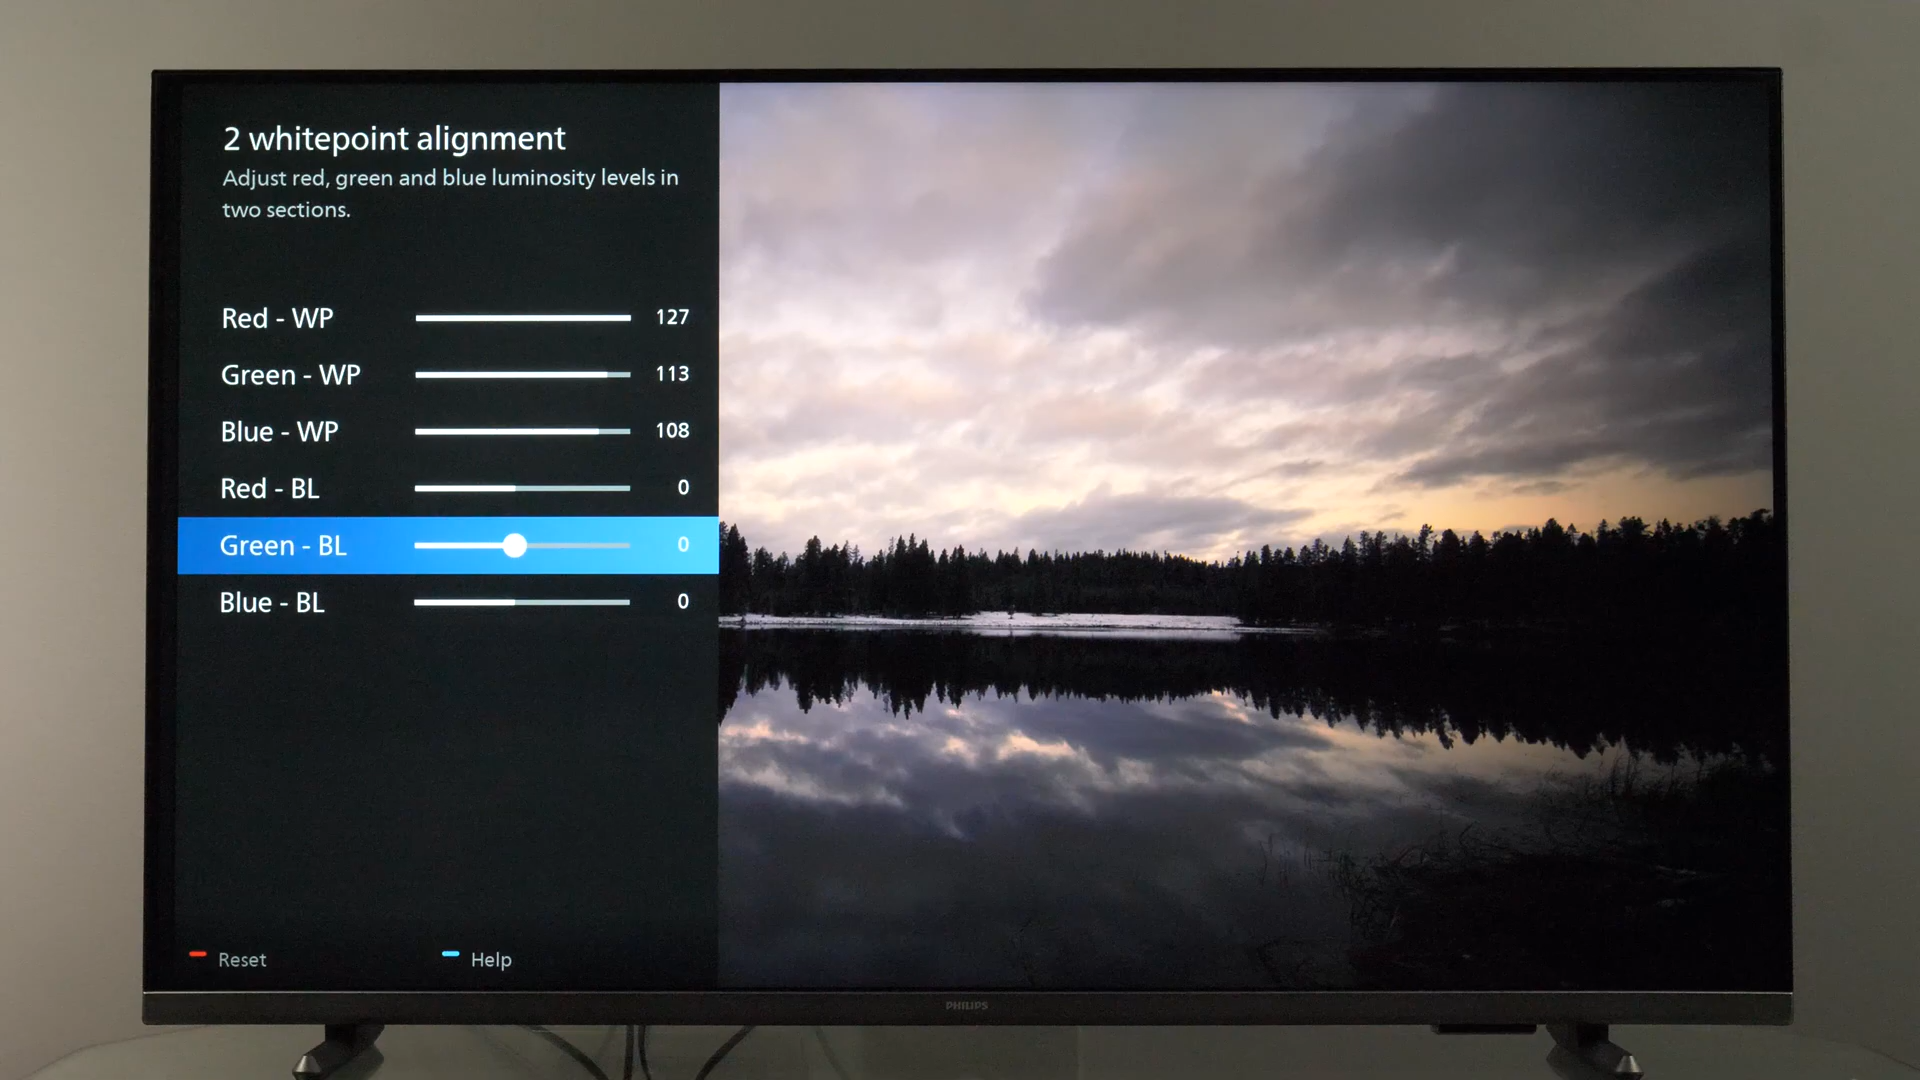 2 whitepoint alignment
Adjust red, green and blue luminosity levels in
two sections.
Red - WP 127
Green - WP 113
Blue - WP 108
Red - BL 0
Green - BL 0
Blue - BL 0
Reset Help
PHILIPS